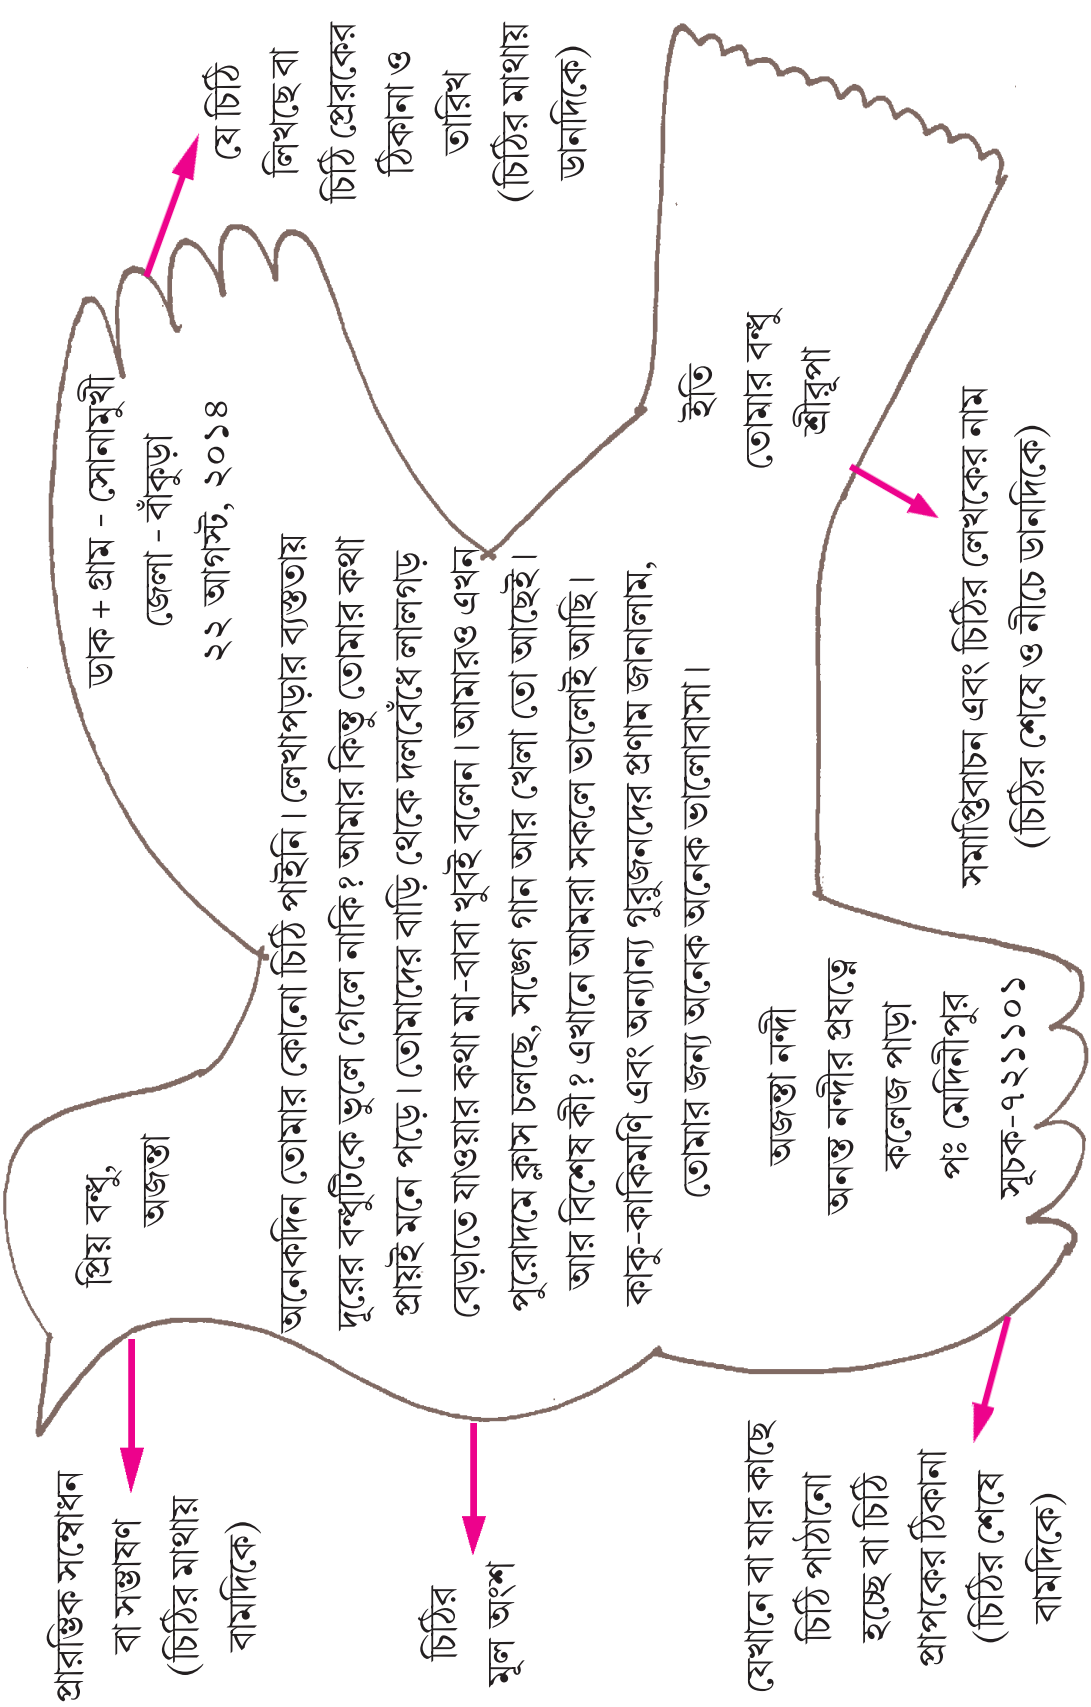 প্রারম্ভিক সম্বোধন
বা সম্ভাষণ
(চিঠির মাথায়
বামদিকে)
প্রিয় বন্ধু,
অজন্তা
ডাক + গ্রাম - সোনামুখী
জেলা - বাঁকুড়া
২২ আগস্ট, ২০১৪
যে চিঠি
লিখছে বা
চিঠি প্রেরকের
ঠিকানা ও
তারিখ
(চিঠির মাথায়
ডানদিকে)
অনেকদিন তোমার কোনো চিঠি পাইনি। লেখাপড়ার ব্যস্ততায়
দূরের বন্ধুটিকে ভুলে গেলে নাকি? আমার কিন্তু তোমার কথা
প্রায়ই মনে পড়ে। তোমাদের বাড়ি থেকে দলবেঁধে লালগড়
বেড়াতে যাওয়ার কথা মা-বাবা খুবই বলেন। আমারও এখন
পুরোদমে ক্লাস চলছে, সঙ্গে গান আর খেলা তো আছেই।
আর বিশেষ কী? এখানে আমরা সকলে ভালোই আছি।
কাকু-কাকিমণি এবং অন্যান্য গুরুজনদের প্রণাম জানালাম,
তোমার জন্য অনেক অনেক ভালোবাসা।
চিঠির
মূল অংশ
ইতি
তোমার বন্ধু
শ্রীরূপা
অজন্তা নন্দী
অনন্ত নন্দীর প্রযত্নে
কলেজ পাড়া
পঃ মেদিনীপুর
সূচক-৭২১১০১
যেখানে বা যার কাছে
চিঠি পাঠানো
হচ্ছে বা চিঠি
প্রাপকের ঠিকানা
(চিঠির শেষে
বামদিকে)
সমাপ্তিবাচন এবং চিঠির লেখকের নাম
(চিঠির শেষে ও নীচে ডানদিকে)